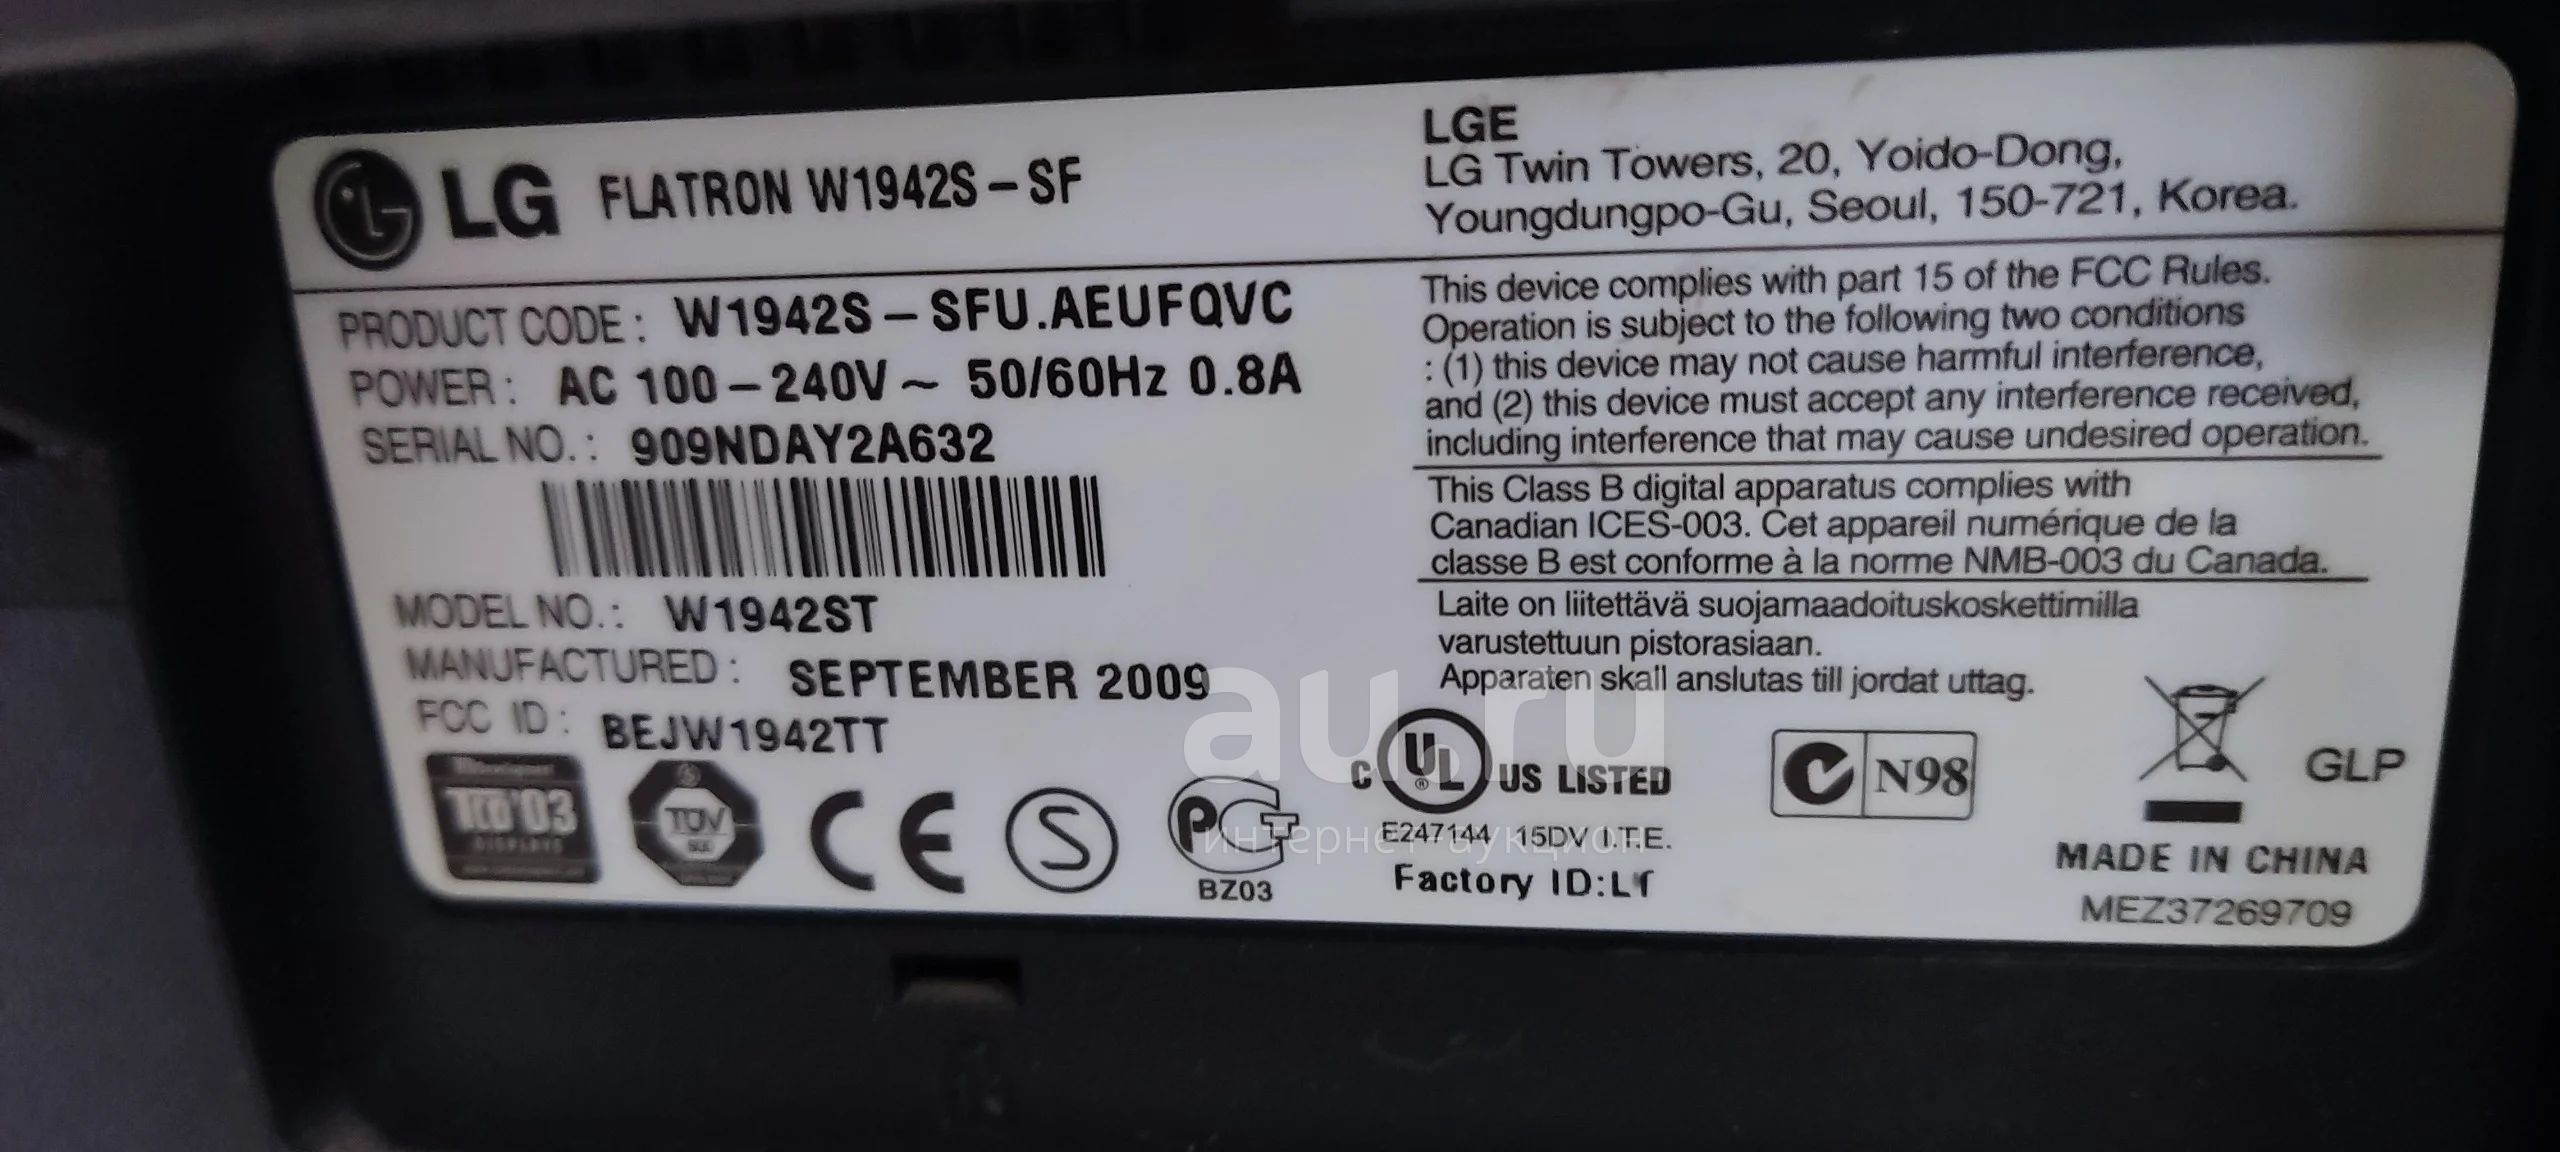 LG FLATRON W1942S-SF
LGE
LG Twin Towers, 20, Yoido-Dong,
Youngdungpo-Gu, Seoul, 150-721, Korea.
PRODUCT CODE: W1942S-SFU.AEUFQVC
POWER: AC 100-240V~ 50/60Hz 0.8A
SERIAL NO.: 909NDAY2A632
MODEL NO.: W1942ST
MANUFACTURED: SEPTEMBER 2009
FCC ID: BEJW1942TT
This device complies with part 15 of the FCC Rules.
Operation is subject to the following two conditions
: (1) this device may not cause harmful interference,
and (2) this device must accept any interference received,
including interference that may cause undesired operation.
This Class B digital apparatus complies with
Canadian ICES-003. Cet appareil numérique de la
classe B est conforme à la norme NMB-003 du Canada.
Laite on liitettävä suojamaadoituskoskettimilla
varustettuun pistorasiaan.
Apparaten skall anslutas till jordat uttag.
TCO'03
DISPLAYS
TÜV
CE
S
PCT
BZ03
C UL ® US LISTED
E247144 15DV I.T.E.
Factory ID:
N98
GLP
MADE IN CHINA
MEZ37269709
au.ru
интернет-аукцион